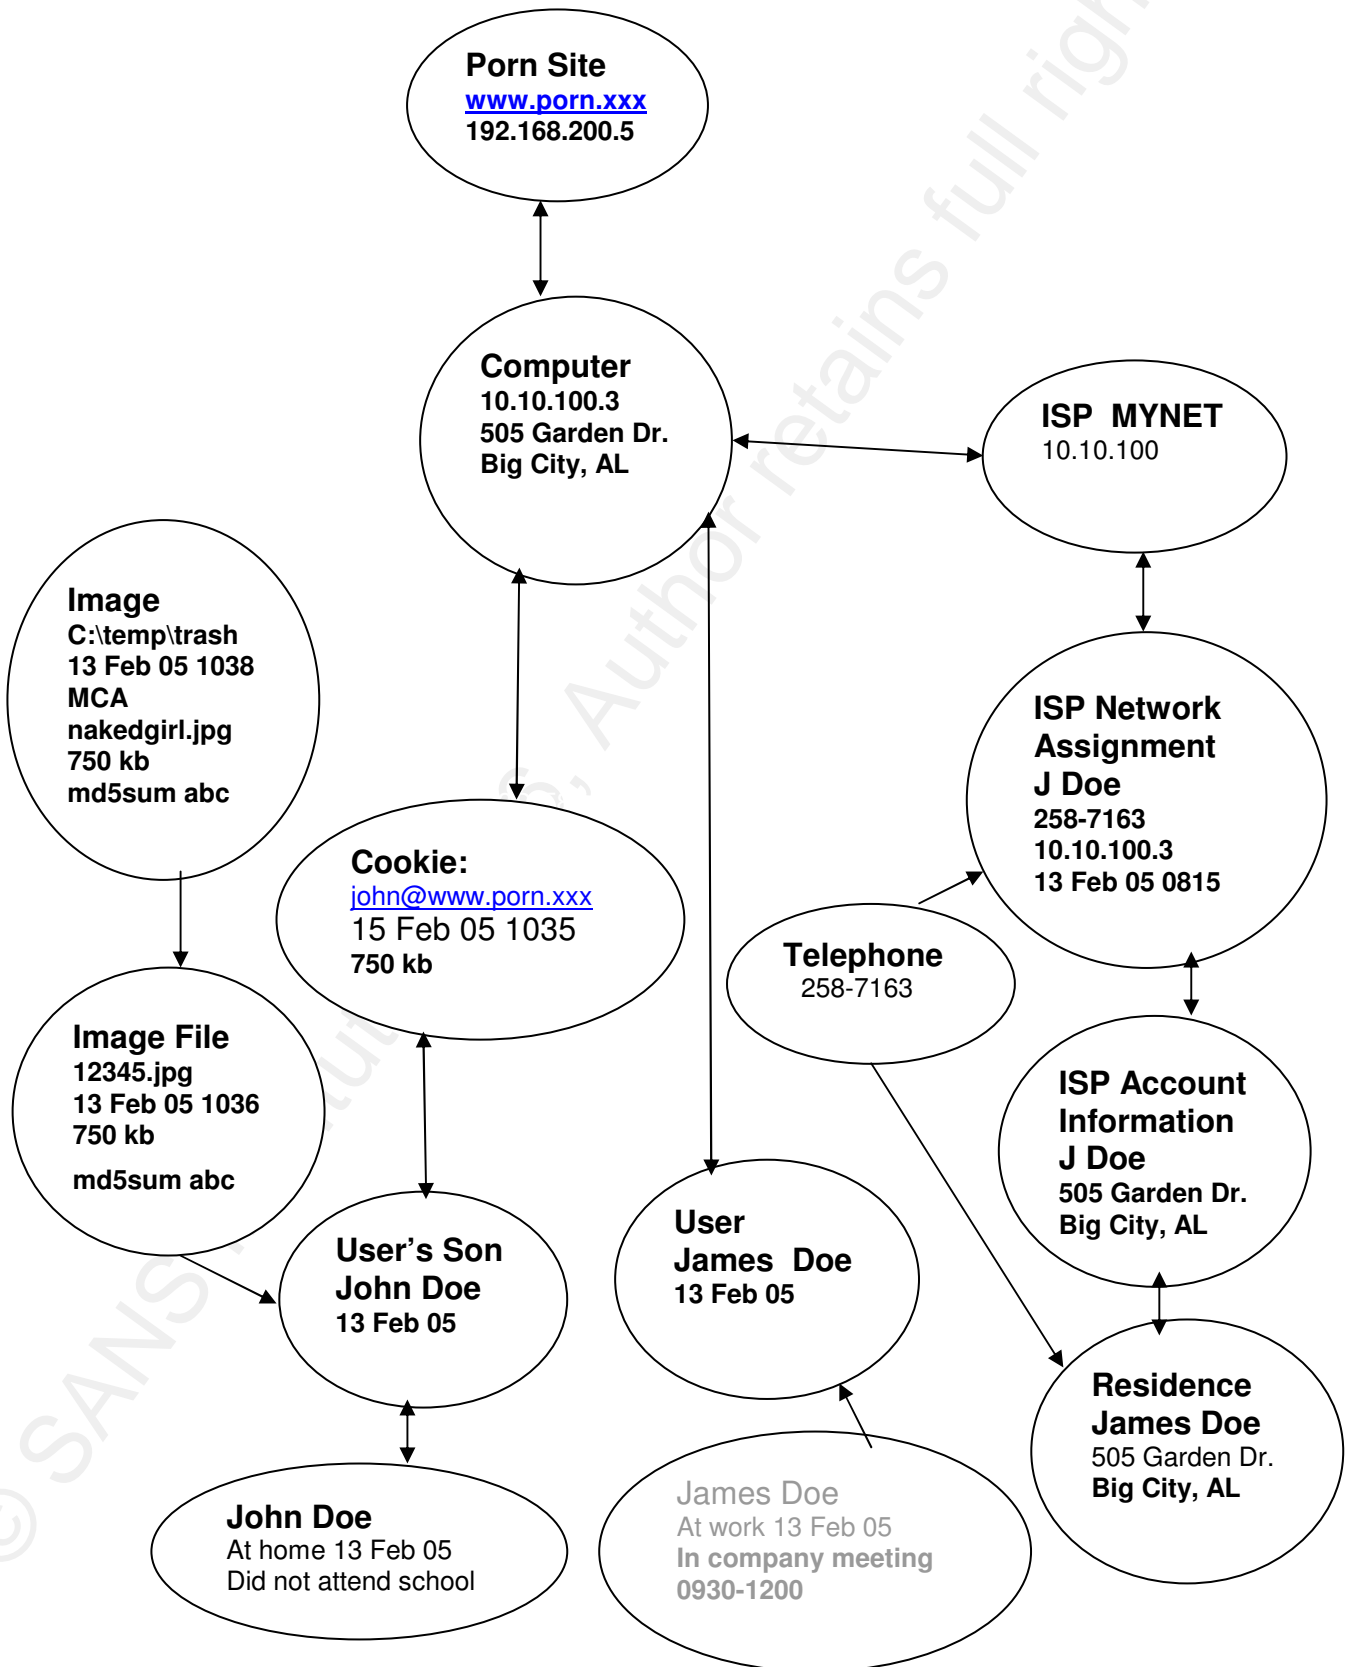 Porn Site
www.porn.xxx
192.168.200.5
Computer
10.10.100.3
505 Garden Dr.
Big City, AL
ISP MYNET
10.10.100
Image
C:\temp\trash
13 Feb 05 1038
MCA
nakedgirl.jpg
750 kb
md5sum abc
ISP Network
Assignment
J Doe
258-7163
10.10.100.3
13 Feb 05 0815
Cookie:
john@www.porn.xxx
15 Feb 05 1035
750 kb
Telephone
258-7163
Image File
12345.jpg
13 Feb 05 1036
750 kb
md5sum abc
ISP Account
Information
J Doe
505 Garden Dr.
Big City, AL
User's Son
John Doe
13 Feb 05
User
James Doe
13 Feb 05
Residence
James Doe
505 Garden Dr.
Big City, AL
John Doe
At home 13 Feb 05
Did not attend school
James Doe
At work 13 Feb 05
In company meeting
0930-1200
© SANS Author retains full